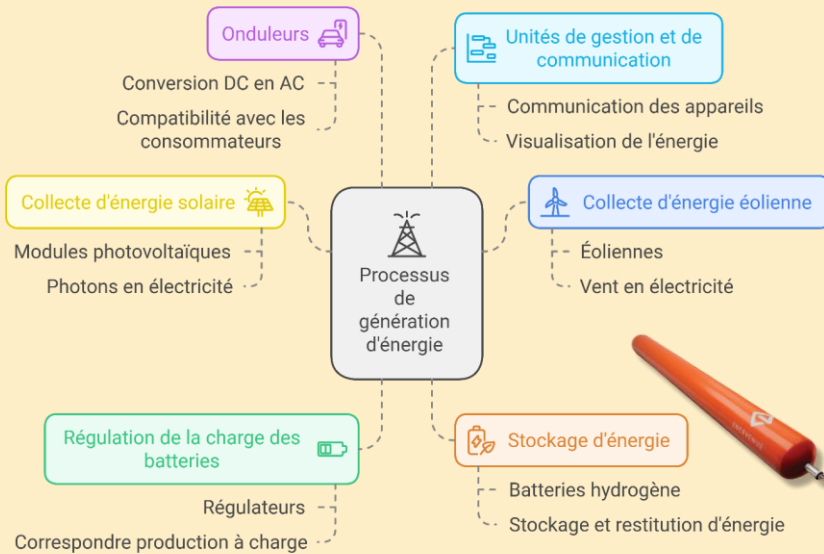 Onduleurs
Conversion DC en AC
Compatibilité avec les
consommateurs
Unités de gestion et de
communication
Communication des appareils
Visualisation de l'énergie
Collecte d'énergie solaire
Modules photovoltaïques
Photons en électricité
Processus
de
génération
d'énergie
Collecte d'énergie éolienne
Éoliennes
Vent en électricité
Régulation de la charge des
batteries
Régulateurs
Correspondre production à charge
Stockage d'énergie
Batteries hydrogène
Stockage et restitution d'énergie